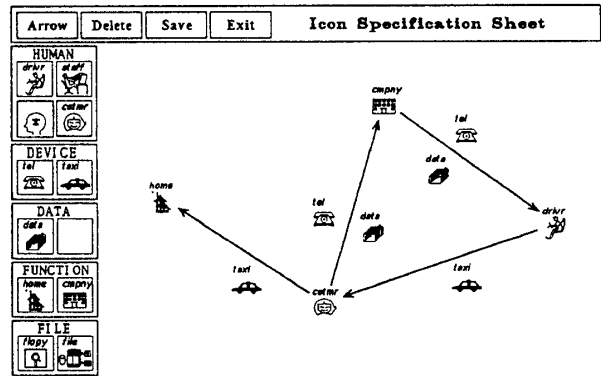 Arrow Delete Save Exit Icon Specification Sheet
HUMAN
drivr staff
cstmr
DEVICE
tel taxi
DATA
data
FUNCTION
home cmpny
FILE
flopy file
cmpny
tel
data
home
tel
data
drivr
taxi
cstmr
taxi